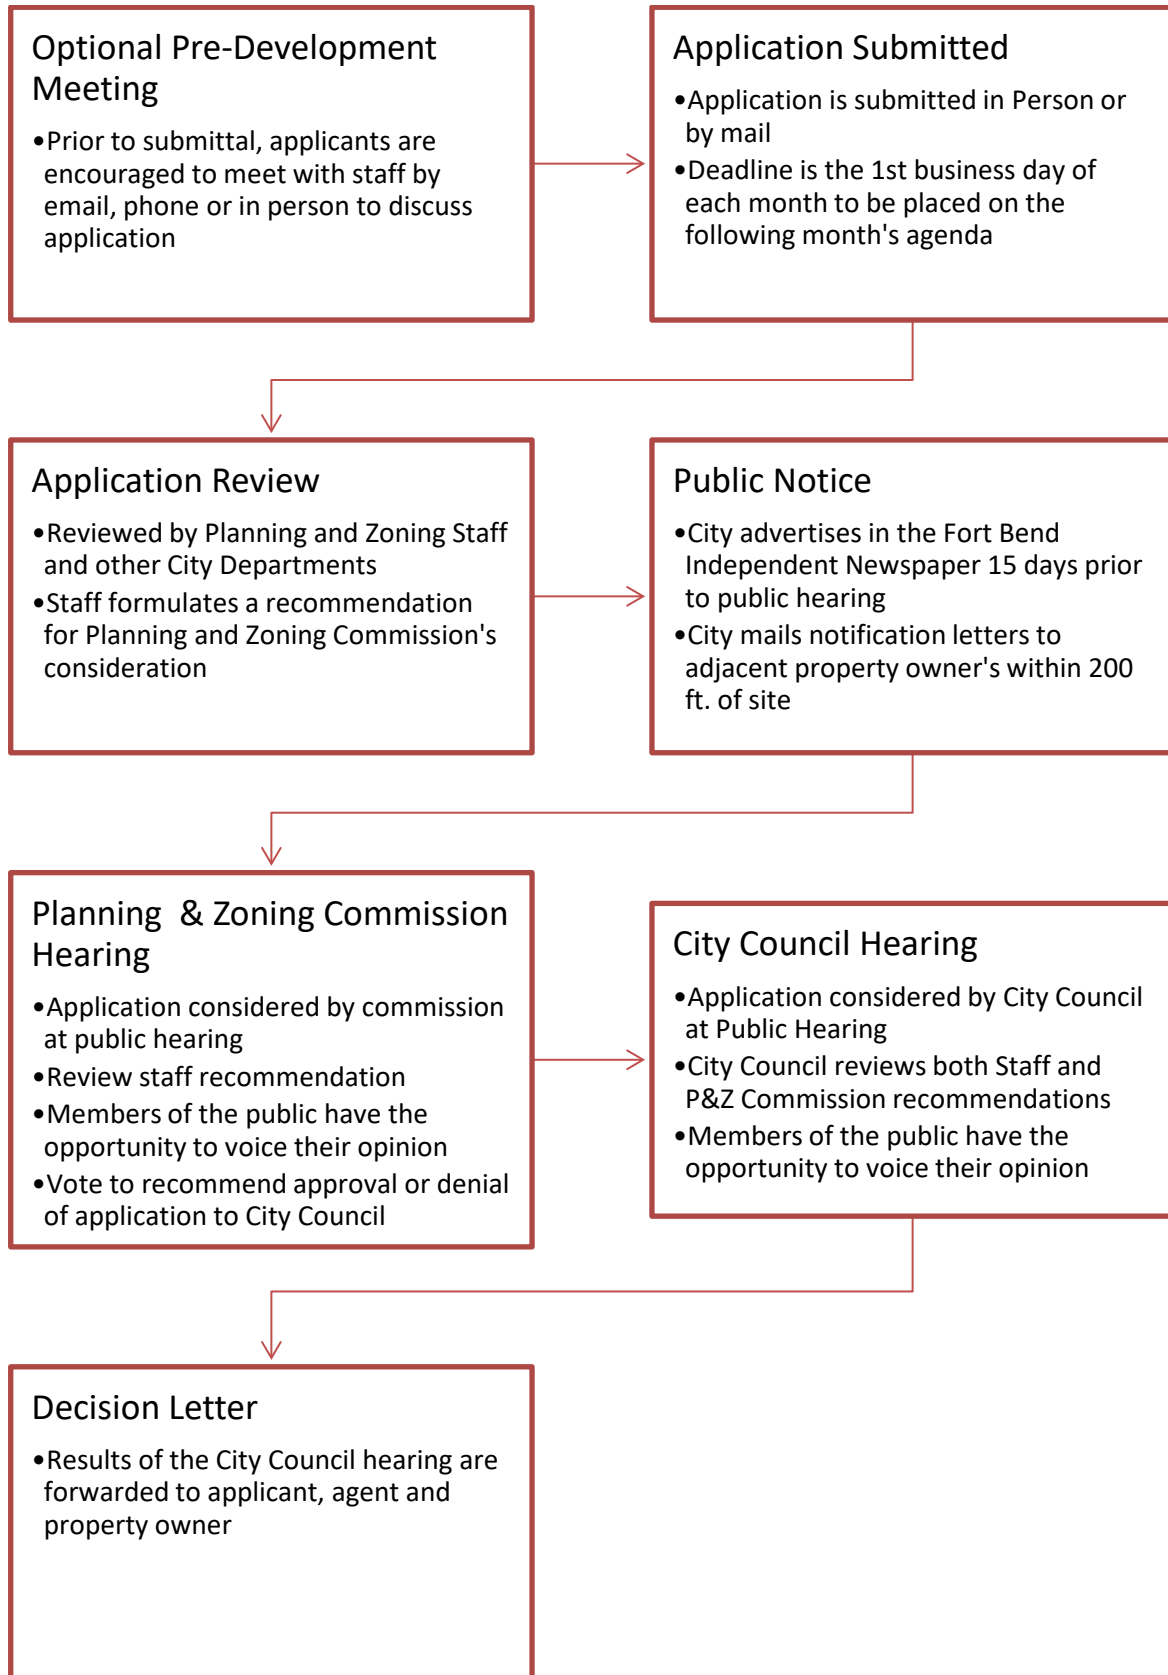 Optional Pre-Development
Meeting
•Prior to submittal, applicants are
encouraged to meet with staff by
email, phone or in person to discuss
application
Application Submitted
•Application is submitted in Person or
by mail
•Deadline is the 1st business day of
each month to be placed on the
following month's agenda
Application Review
•Reviewed by Planning and Zoning Staff
and other City Departments
•Staff formulates a recommendation
for Planning and Zoning Commission's
consideration
Public Notice
•City advertises in the Fort Bend
Independent Newspaper 15 days prior
to public hearing
•City mails notification letters to
adjacent property owner's within 200
ft. of site
Planning & Zoning Commission
Hearing
•Application considered by commission
at public hearing
•Review staff recommendation
•Members of the public have the
opportunity to voice their opinion
•Vote to recommend approval or denial
of application to City Council
City Council Hearing
•Application considered by City Council
at Public Hearing
•City Council reviews both Staff and
P&Z Commission recommendations
•Members of the public have the
opportunity to voice their opinion
Decision Letter
•Results of the City Council hearing are
forwarded to applicant, agent and
property owner